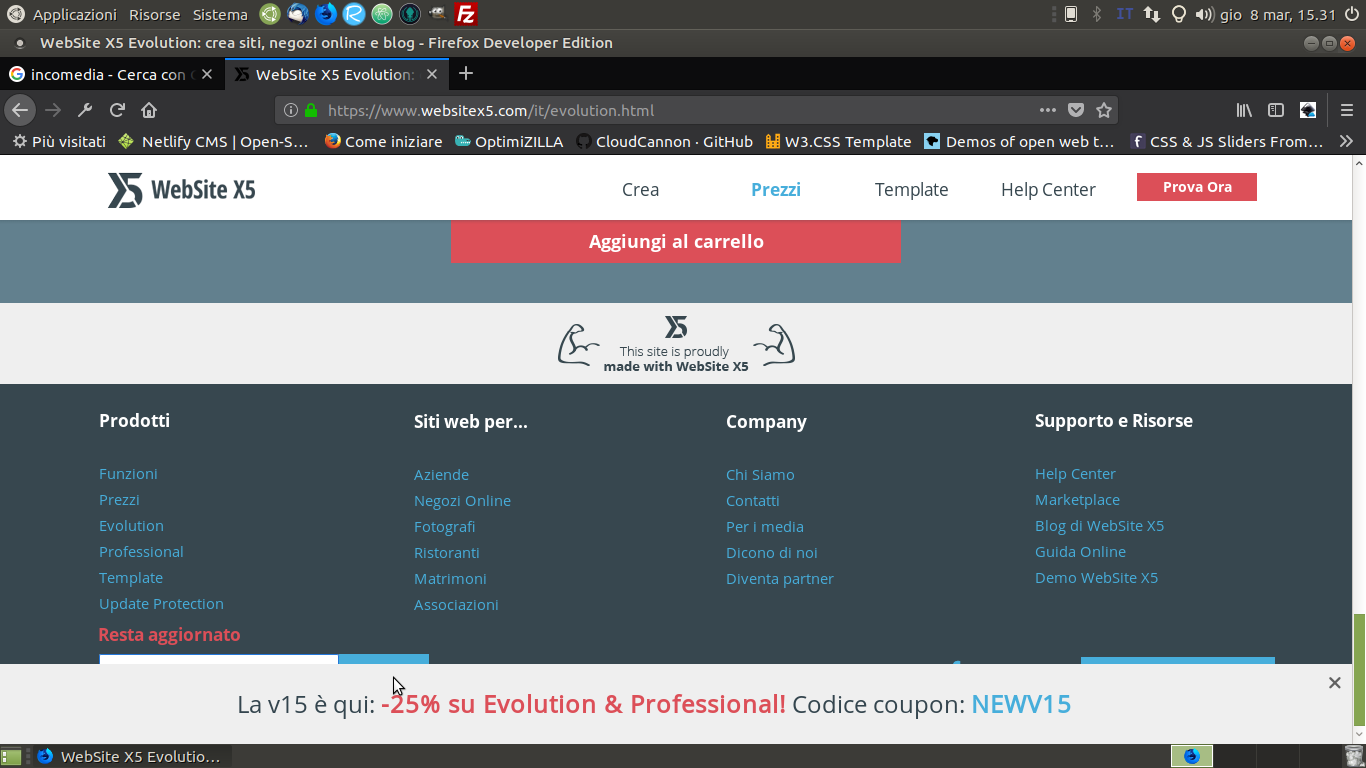 Applicazioni Risorse Sistema IT gio 8 mar, 15.31
WebSite X5 Evolution: crea siti, negozi online e blog - Firefox Developer Edition
incomedia - Cerca con WebSite X5 Evolution:
https://www.websitex5.com/it/evolution.html
Più visitati Netlify CMS | Open-S… Come iniziare OptimiZILLA CloudCannon · GitHub W3.CSS Template Demos of open web t… CSS & JS Sliders From…
WebSite X5 Crea Prezzi Template Help Center Prova Ora
Aggiungi al carrello
X5
This site is proudly
made with WebSite X5
Prodotti
Funzioni
Prezzi
Evolution
Professional
Template
Update Protection
Siti web per...
Aziende
Negozi Online
Fotografi
Ristoranti
Matrimoni
Associazioni
Company
Chi Siamo
Contatti
Per i media
Dicono di noi
Diventa partner
Supporto e Risorse
Help Center
Marketplace
Blog di WebSite X5
Guida Online
Demo WebSite X5
Resta aggiornato
La v15 è qui: -25% su Evolution & Professional! Codice coupon: NEWV15
WebSite X5 Evolutio…